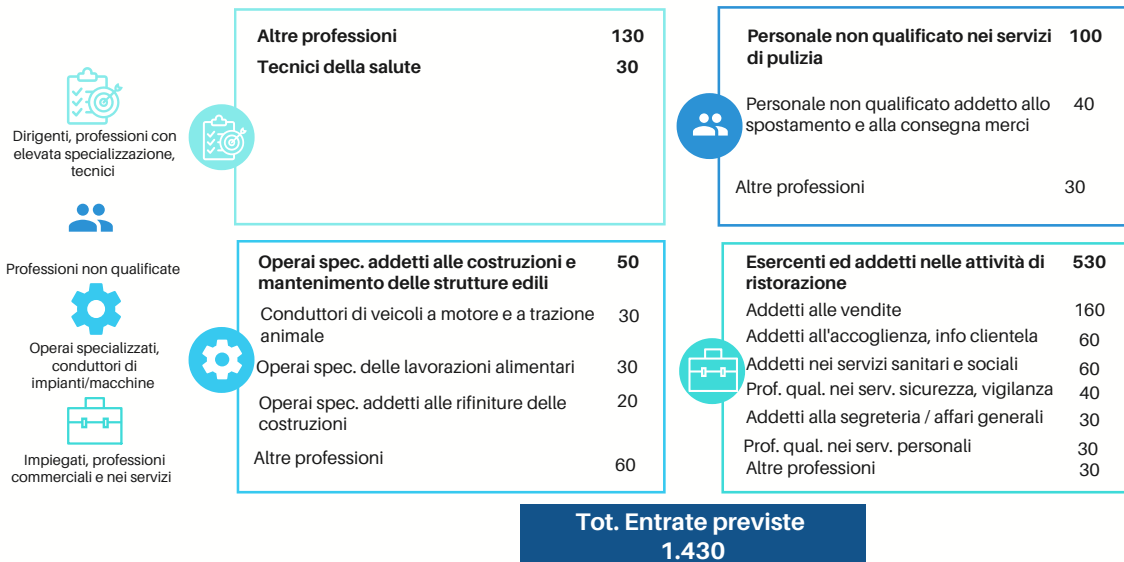 Dirigenti, professioni con
elevata specializzazione,
tecnici
Professioni non qualificate
Operai specializzati,
conduttori di
impianti/macchine
Impiegati, professioni
commerciali e nei servizi
Altre professioni 130
Tecnici della salute 30
Personale non qualificato nei servizi 100
di pulizia
Personale non qualificato addetto allo 40
spostamento e alla consegna merci
Altre professioni 30
Operai spec. addetti alle costruzioni e 50
mantenimento delle strutture edili
Conduttori di veicoli a motore e a trazione 30
animale
Operai spec. delle lavorazioni alimentari 30
Operai spec. addetti alle rifiniture delle 20
costruzioni
Altre professioni 60
Esercenti ed addetti nelle attività di 530
ristorazione
Addetti alle vendite 160
Addetti all'accoglienza, info clientela 60
Addetti nei servizi sanitari e sociali 60
Prof. qual. nei serv. sicurezza, vigilanza 40
Addetti alla segreteria / affari generali 30
Prof. qual. nei serv. personali 30
Altre professioni 30
Tot. Entrate previste
1.430